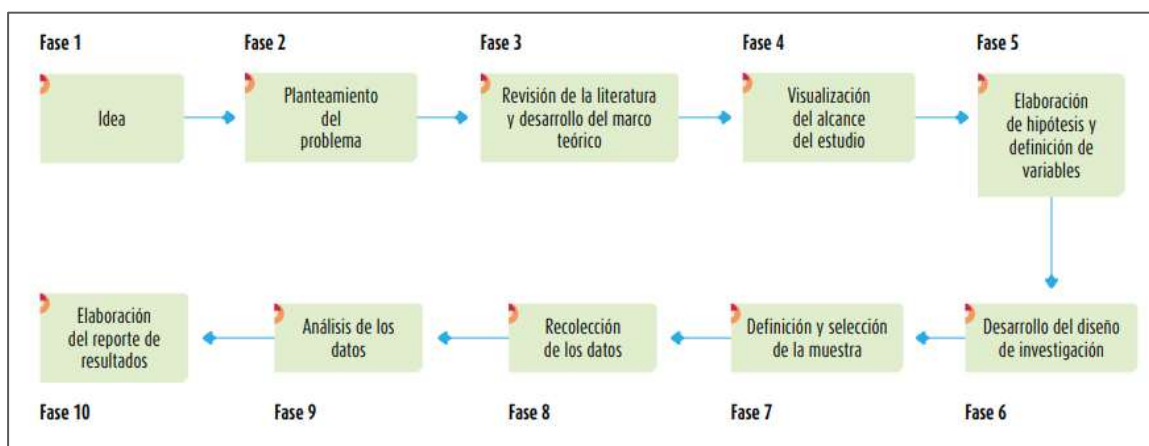 Fase 1
Idea
Fase 2
Planteamiento
del
problema
Fase 3
Revisión de la literatura
y desarrollo del marco
teórico
Fase 4
Visualización
del alcance
del estudio
Fase 5
Elaboración
de hipótesis y
definición de
variables
Desarrollo del diseño
de investigación
Fase 6
Definición y selección
de la muestra
Fase 7
Recolección
de los datos
Fase 8
Análisis de los
datos
Fase 9
Elaboración
del reporte de
resultados
Fase 10